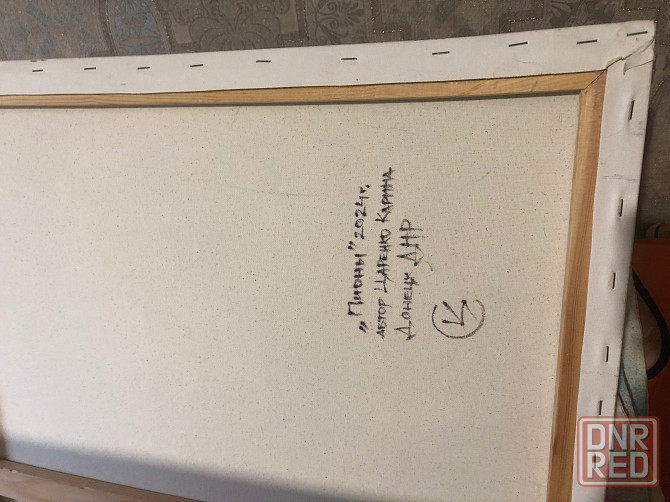 „Пионы” 2024г.
автор Царенко Карина
Донецк ДНР
DNR
RED